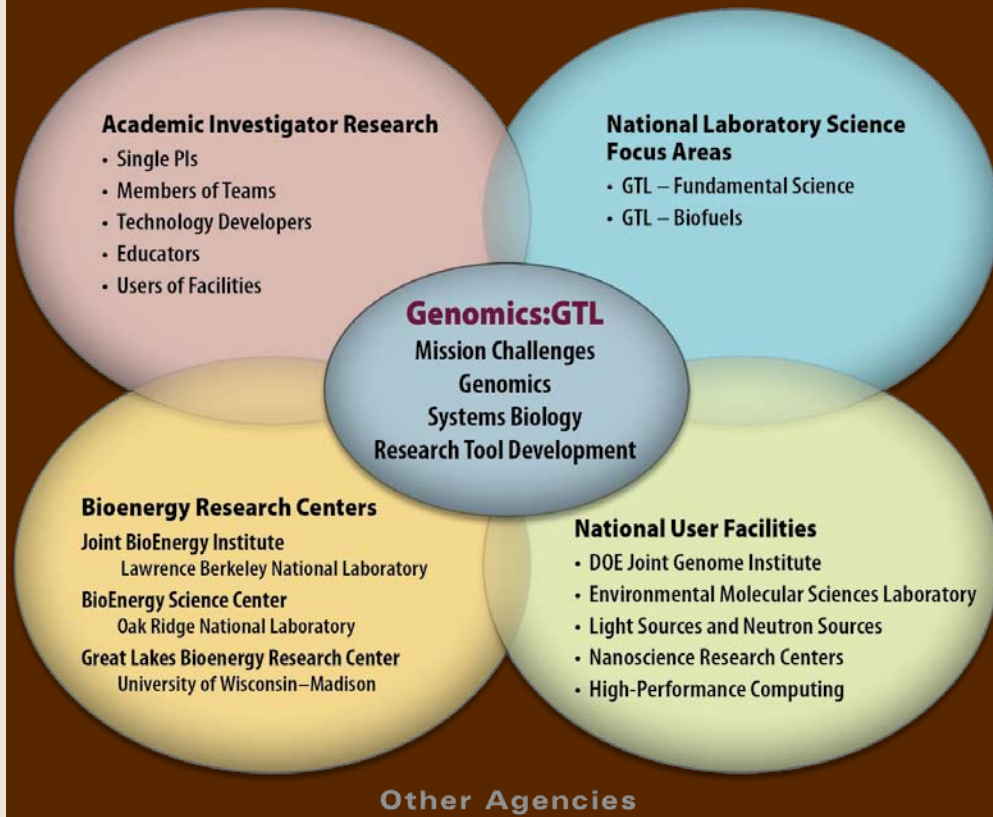 Academic Investigator Research
• Single PIs
• Members of Teams
• Technology Developers
• Educators
• Users of Facilities
National Laboratory Science
Focus Areas
• GTL – Fundamental Science
• GTL – Biofuels
Genomics:GTL
Mission Challenges
Genomics
Systems Biology
Research Tool Development
Bioenergy Research Centers
Joint BioEnergy Institute
Lawrence Berkeley National Laboratory
BioEnergy Science Center
Oak Ridge National Laboratory
Great Lakes Bioenergy Research Center
University of Wisconsin–Madison
National User Facilities
• DOE Joint Genome Institute
• Environmental Molecular Sciences Laboratory
• Light Sources and Neutron Sources
• Nanoscience Research Centers
• High-Performance Computing
Other Agencies